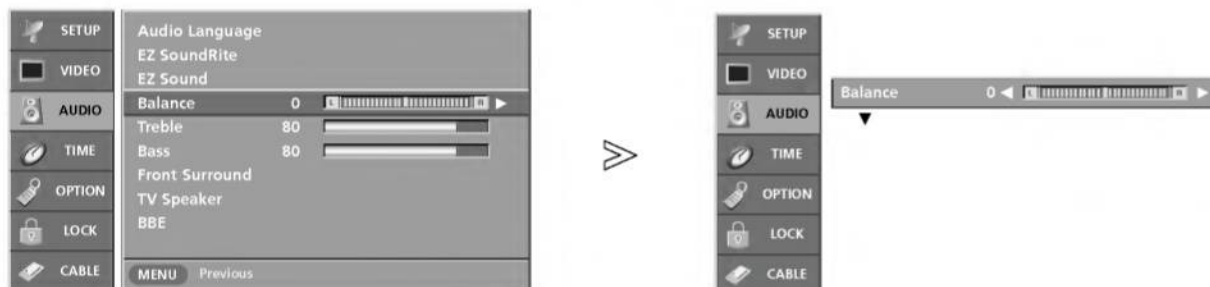 SETUP
VIDEO
AUDIO
TIME
OPTION
LOCK
CABLE
Audio Language
EZ SoundRite
EZ Sound
Balance 0 L R
Treble 80
Bass 80
Front Surround
TV Speaker
BBE
MENU Previous
SETUP
VIDEO
AUDIO
TIME
OPTION
LOCK
CABLE
Balance 0 L R